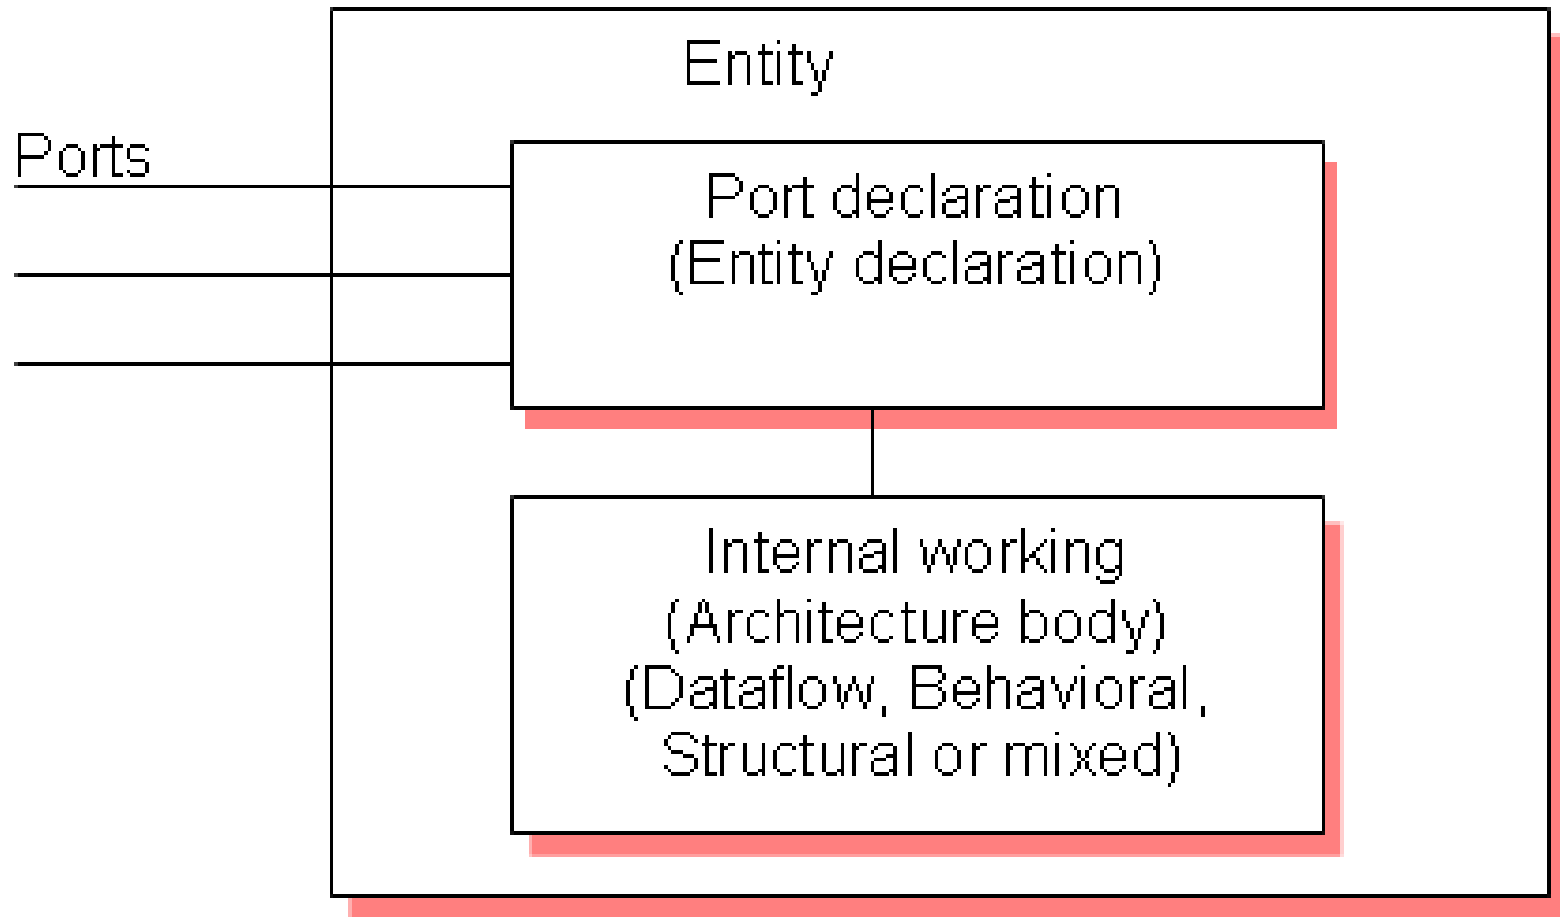 Entity
Ports
Port declaration
(Entity declaration)
Internal working
(Architecture body)
(Dataflow, Behavioral,
Structural or mixed)